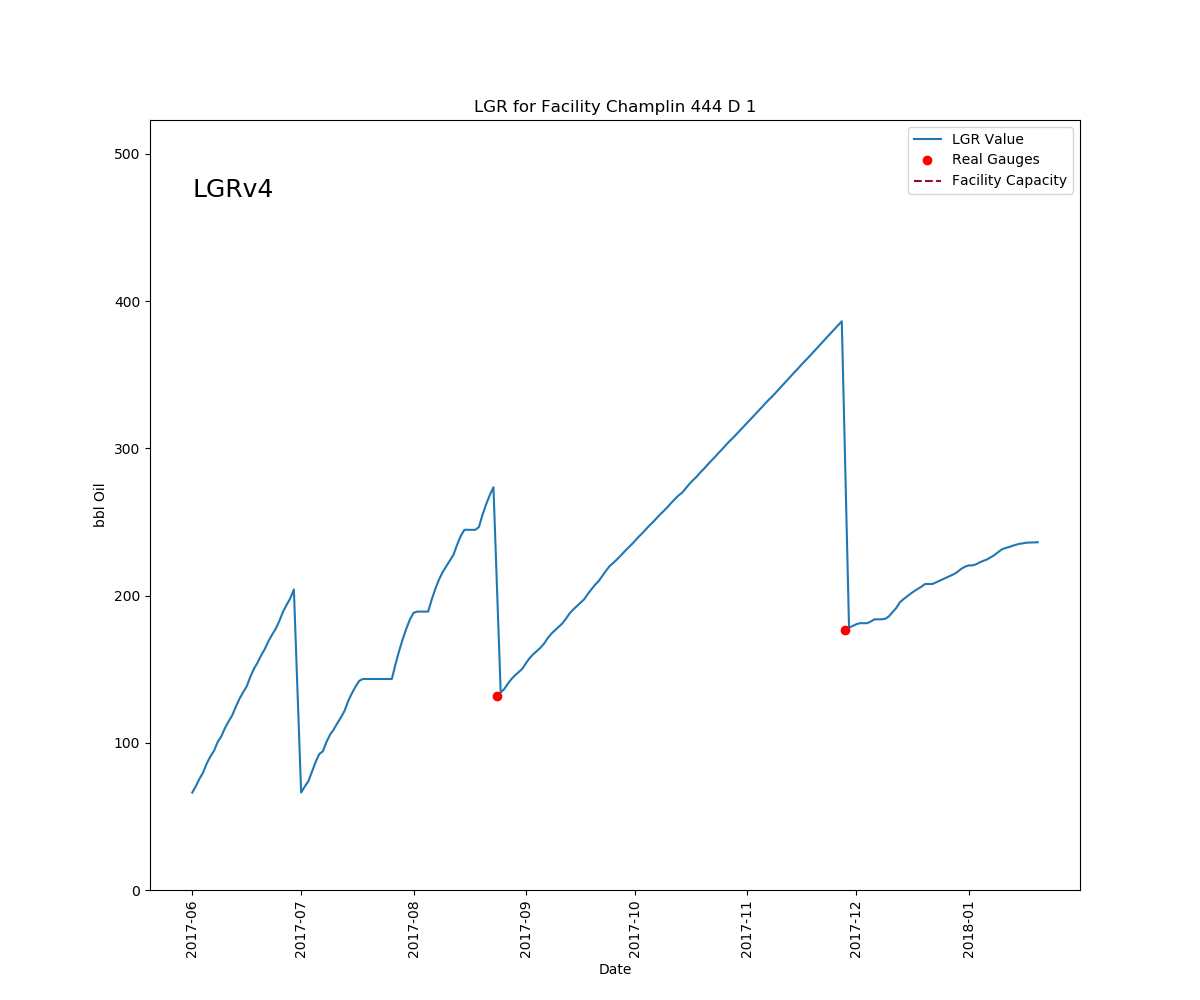 LGR for Facility Champlin 444 D 1
LGR Value
Real Gauges
Facility Capacity
LGRv4
500
400
300
200
100
0
bbl Oil
2017-06
2017-07
2017-08
2017-09
2017-10
2017-11
2017-12
2018-01
Date